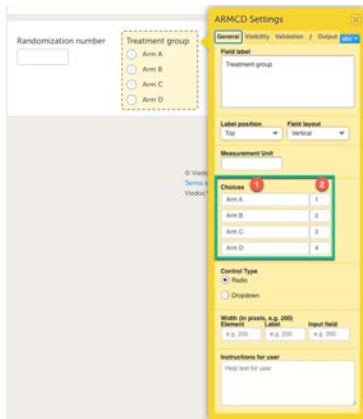 ARMCD Settings
General Visibility Validation f Output abc
Randomization number
Treatment group
Arm A
Arm B
Arm C
Arm D
Field label
Treatment group
Label position Field layout
Top Vertical
Measurement Unit
Choices 1 2
Arm A 1
Arm B 2
Arm C 3
Arm D 4
Control Type
Radio
Dropdown
Width (in pixels, e.g. 200)
Element Label Input field
e.g. 200 e.g. 200 e.g. 200
Instructions for user
Help text for user
©
Terms